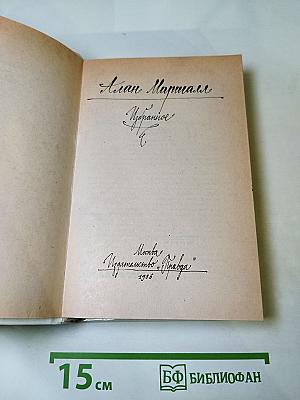 Алан Маршалл
Избранное
Москва
Издательство „Правда"
1986
15 см
БФ БИБЛИОФАН